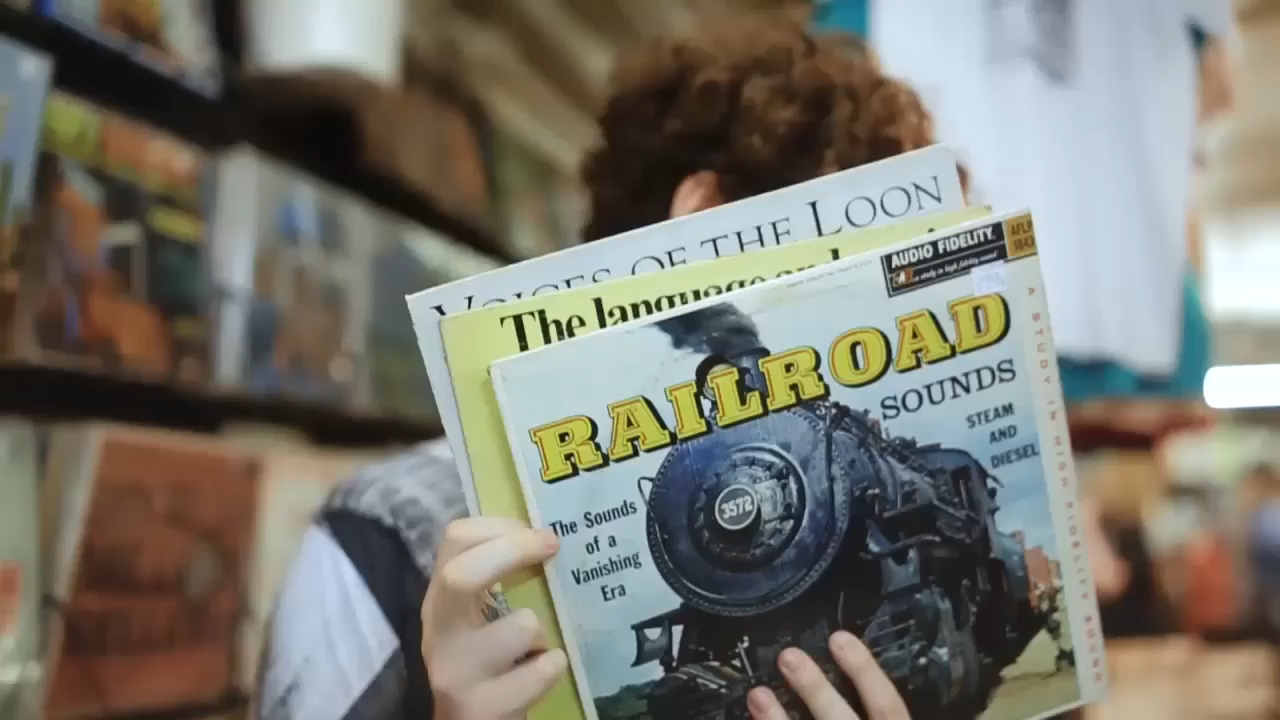 VOICES OF THE LOON
The language and
AUDIO FIDELITY
AFLP
1843
RAILROAD
SOUNDS
STEAM
AND
DIESEL
3572
The Sounds
of a
Vanishing
Era
A STUDY IN HIGH FIDELITY SOUND